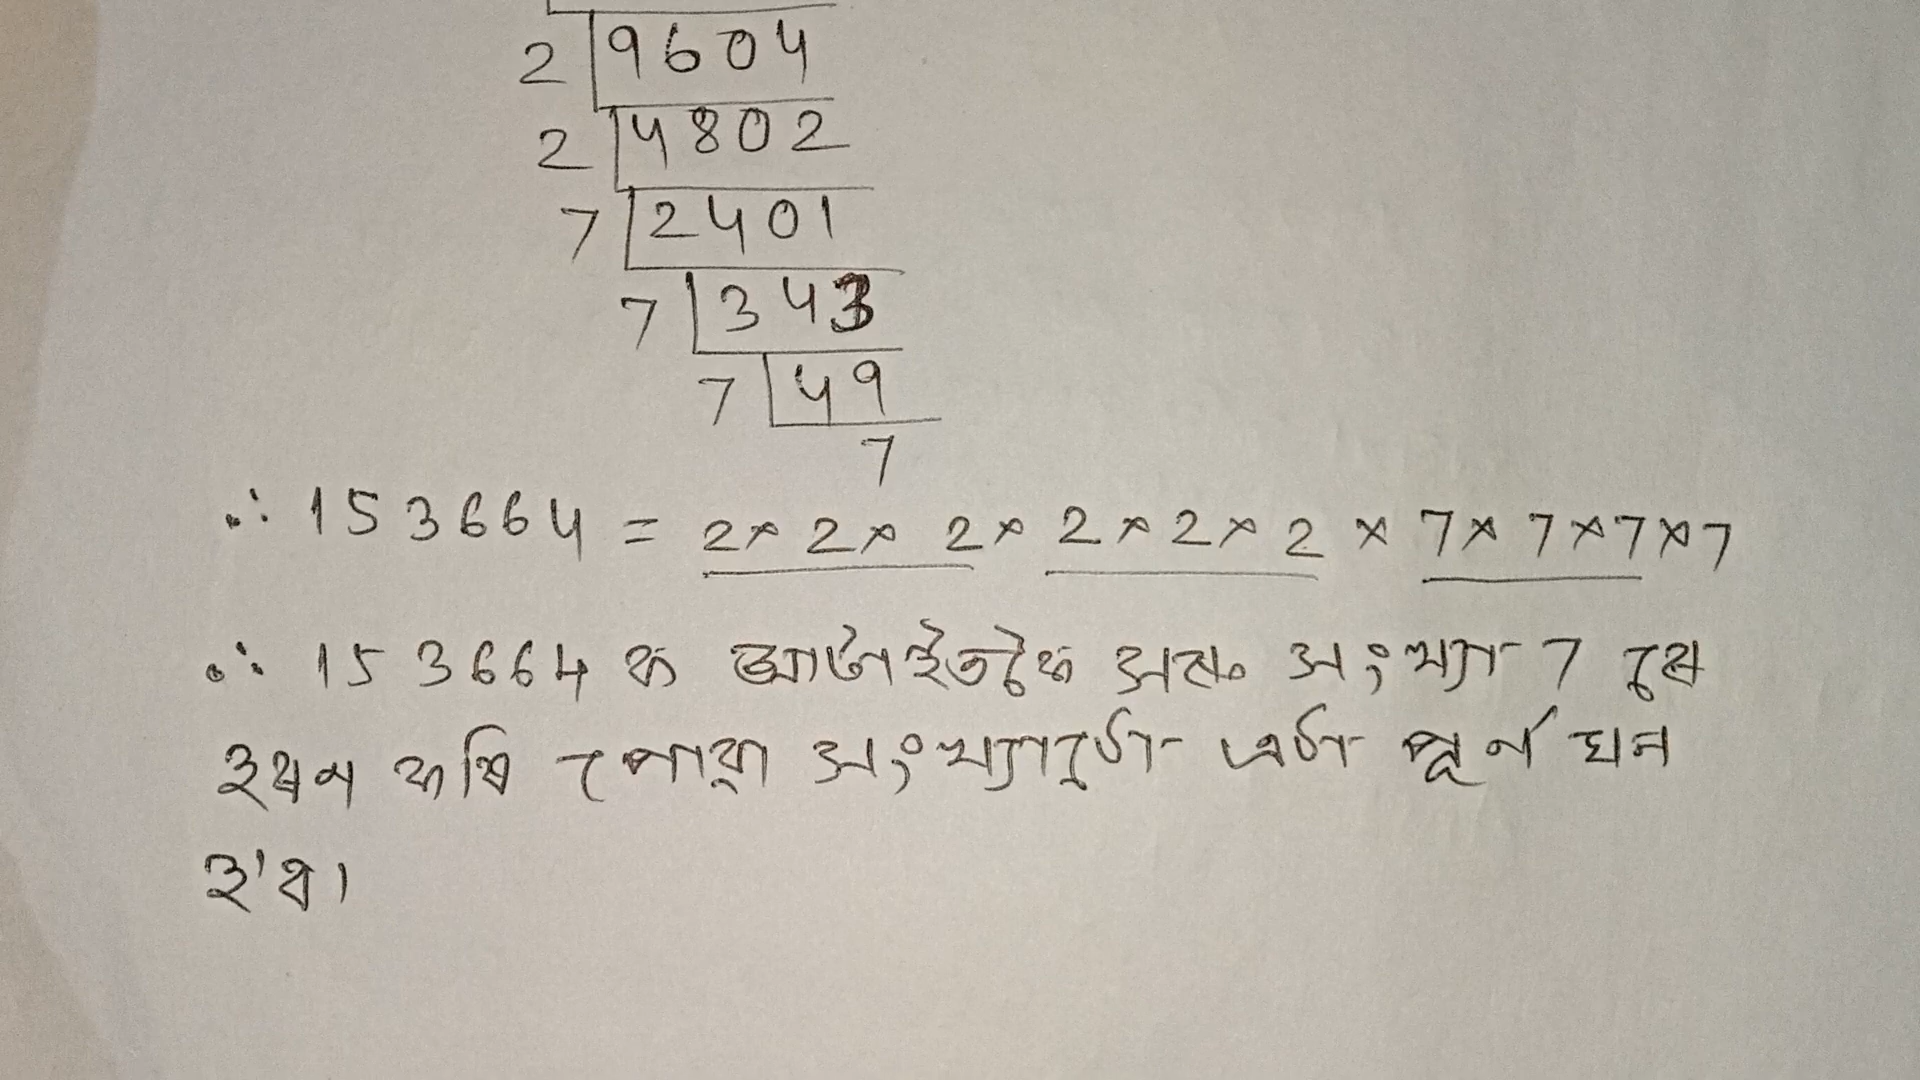 2 9604
2 4802
7 2401
7 343
7 49
7
∴ 153664 = 2 × 2 × 2 × 2 × 2 × 2 × 7 × 7 × 7 × 7
∴ 153664 ক আটাইতকৈ সৰু সংখ্যা 7 ৰে
হৰণ কৰি পোৱা সংখ্যাটো এটা পূৰ্ন ঘন
হ'ব।